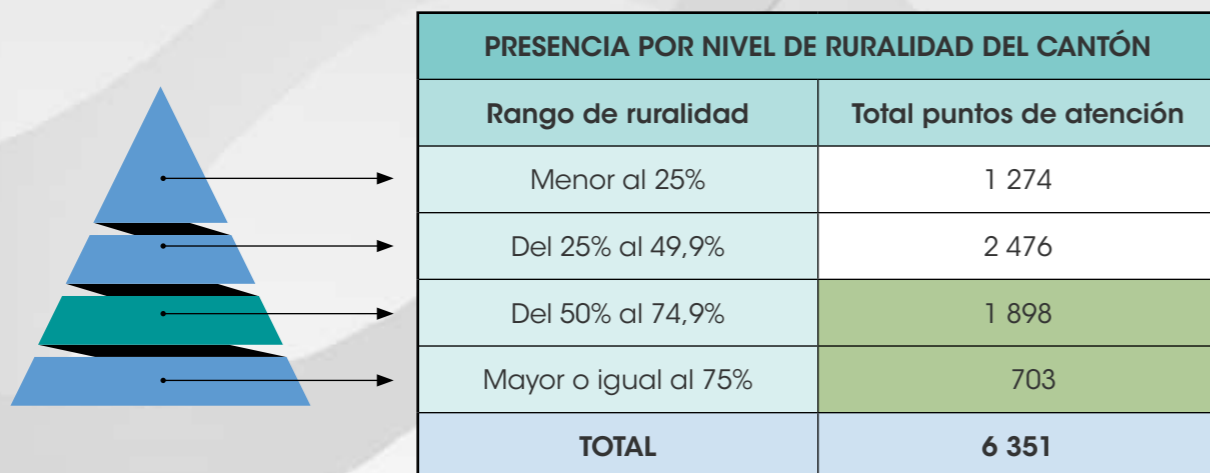 PRESENCIA POR NIVEL DE RURALIDAD DEL CANTÓN
Rango de ruralidad Total puntos de atención
Menor al 25% 1 274
Del 25% al 49,9% 2 476
Del 50% al 74,9% 1 898
Mayor o igual al 75% 703
TOTAL 6 351